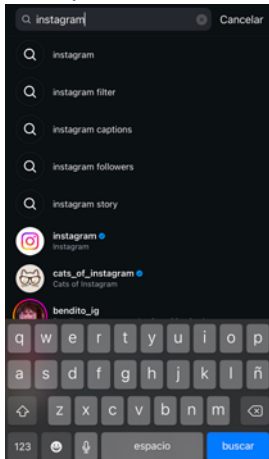 instagram Cancelar
instagram
instagram filter
instagram captions
instagram followers
instagram story
instagram
Instagram
cats_of_instagram
Cats of Instagram
bendito_ig
q w e r t y u i o p
a s d f g h j k l ñ
z x c v b n m
123 espacio buscar